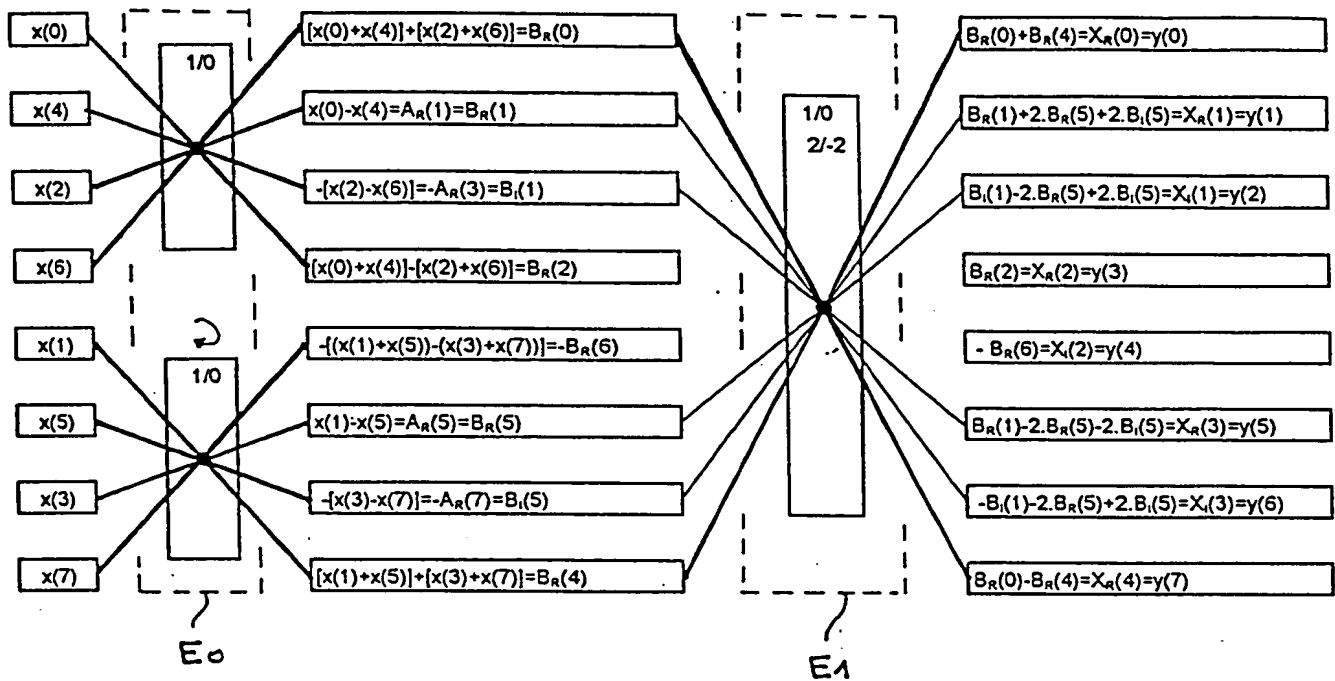 x(0)
x(4)
x(2)
x(6)
x(1)
x(5)
x(3)
x(7)
1/0
1/0
E0
[x(0)+x(4)]+[x(2)+x(6)]=B_R(0)
x(0)-x(4)=A_R(1)=B_R(1)
-[x(2)-x(6)]=-A_R(3)=B_I(1)
[x(0)+x(4)]-[x(2)+x(6)]=B_R(2)
-[(x(1)+x(5))-(x(3)+x(7))]=-B_R(6)
x(1)-x(5)=A_R(5)=B_R(5)
-[x(3)-x(7)]=-A_R(7)=B_I(5)
[x(1)+x(5)]+[x(3)+x(7)]=B_R(4)
1/0
2/-2
E1
B_R(0)+B_R(4)=X_R(0)=y(0)
B_R(1)+2.B_R(5)+2.B_I(5)=X_R(1)=y(1)
B_I(1)-2.B_R(5)+2.B_I(5)=X_I(1)=y(2)
B_R(2)=X_R(2)=y(3)
- B_R(6)=X_I(2)=y(4)
B_R(1)-2.B_R(5)-2.B_I(5)=X_R(3)=y(5)
-B_I(1)-2.B_R(5)+2.B_I(5)=X_I(3)=y(6)
B_R(0)-B_R(4)=X_R(4)=y(7)